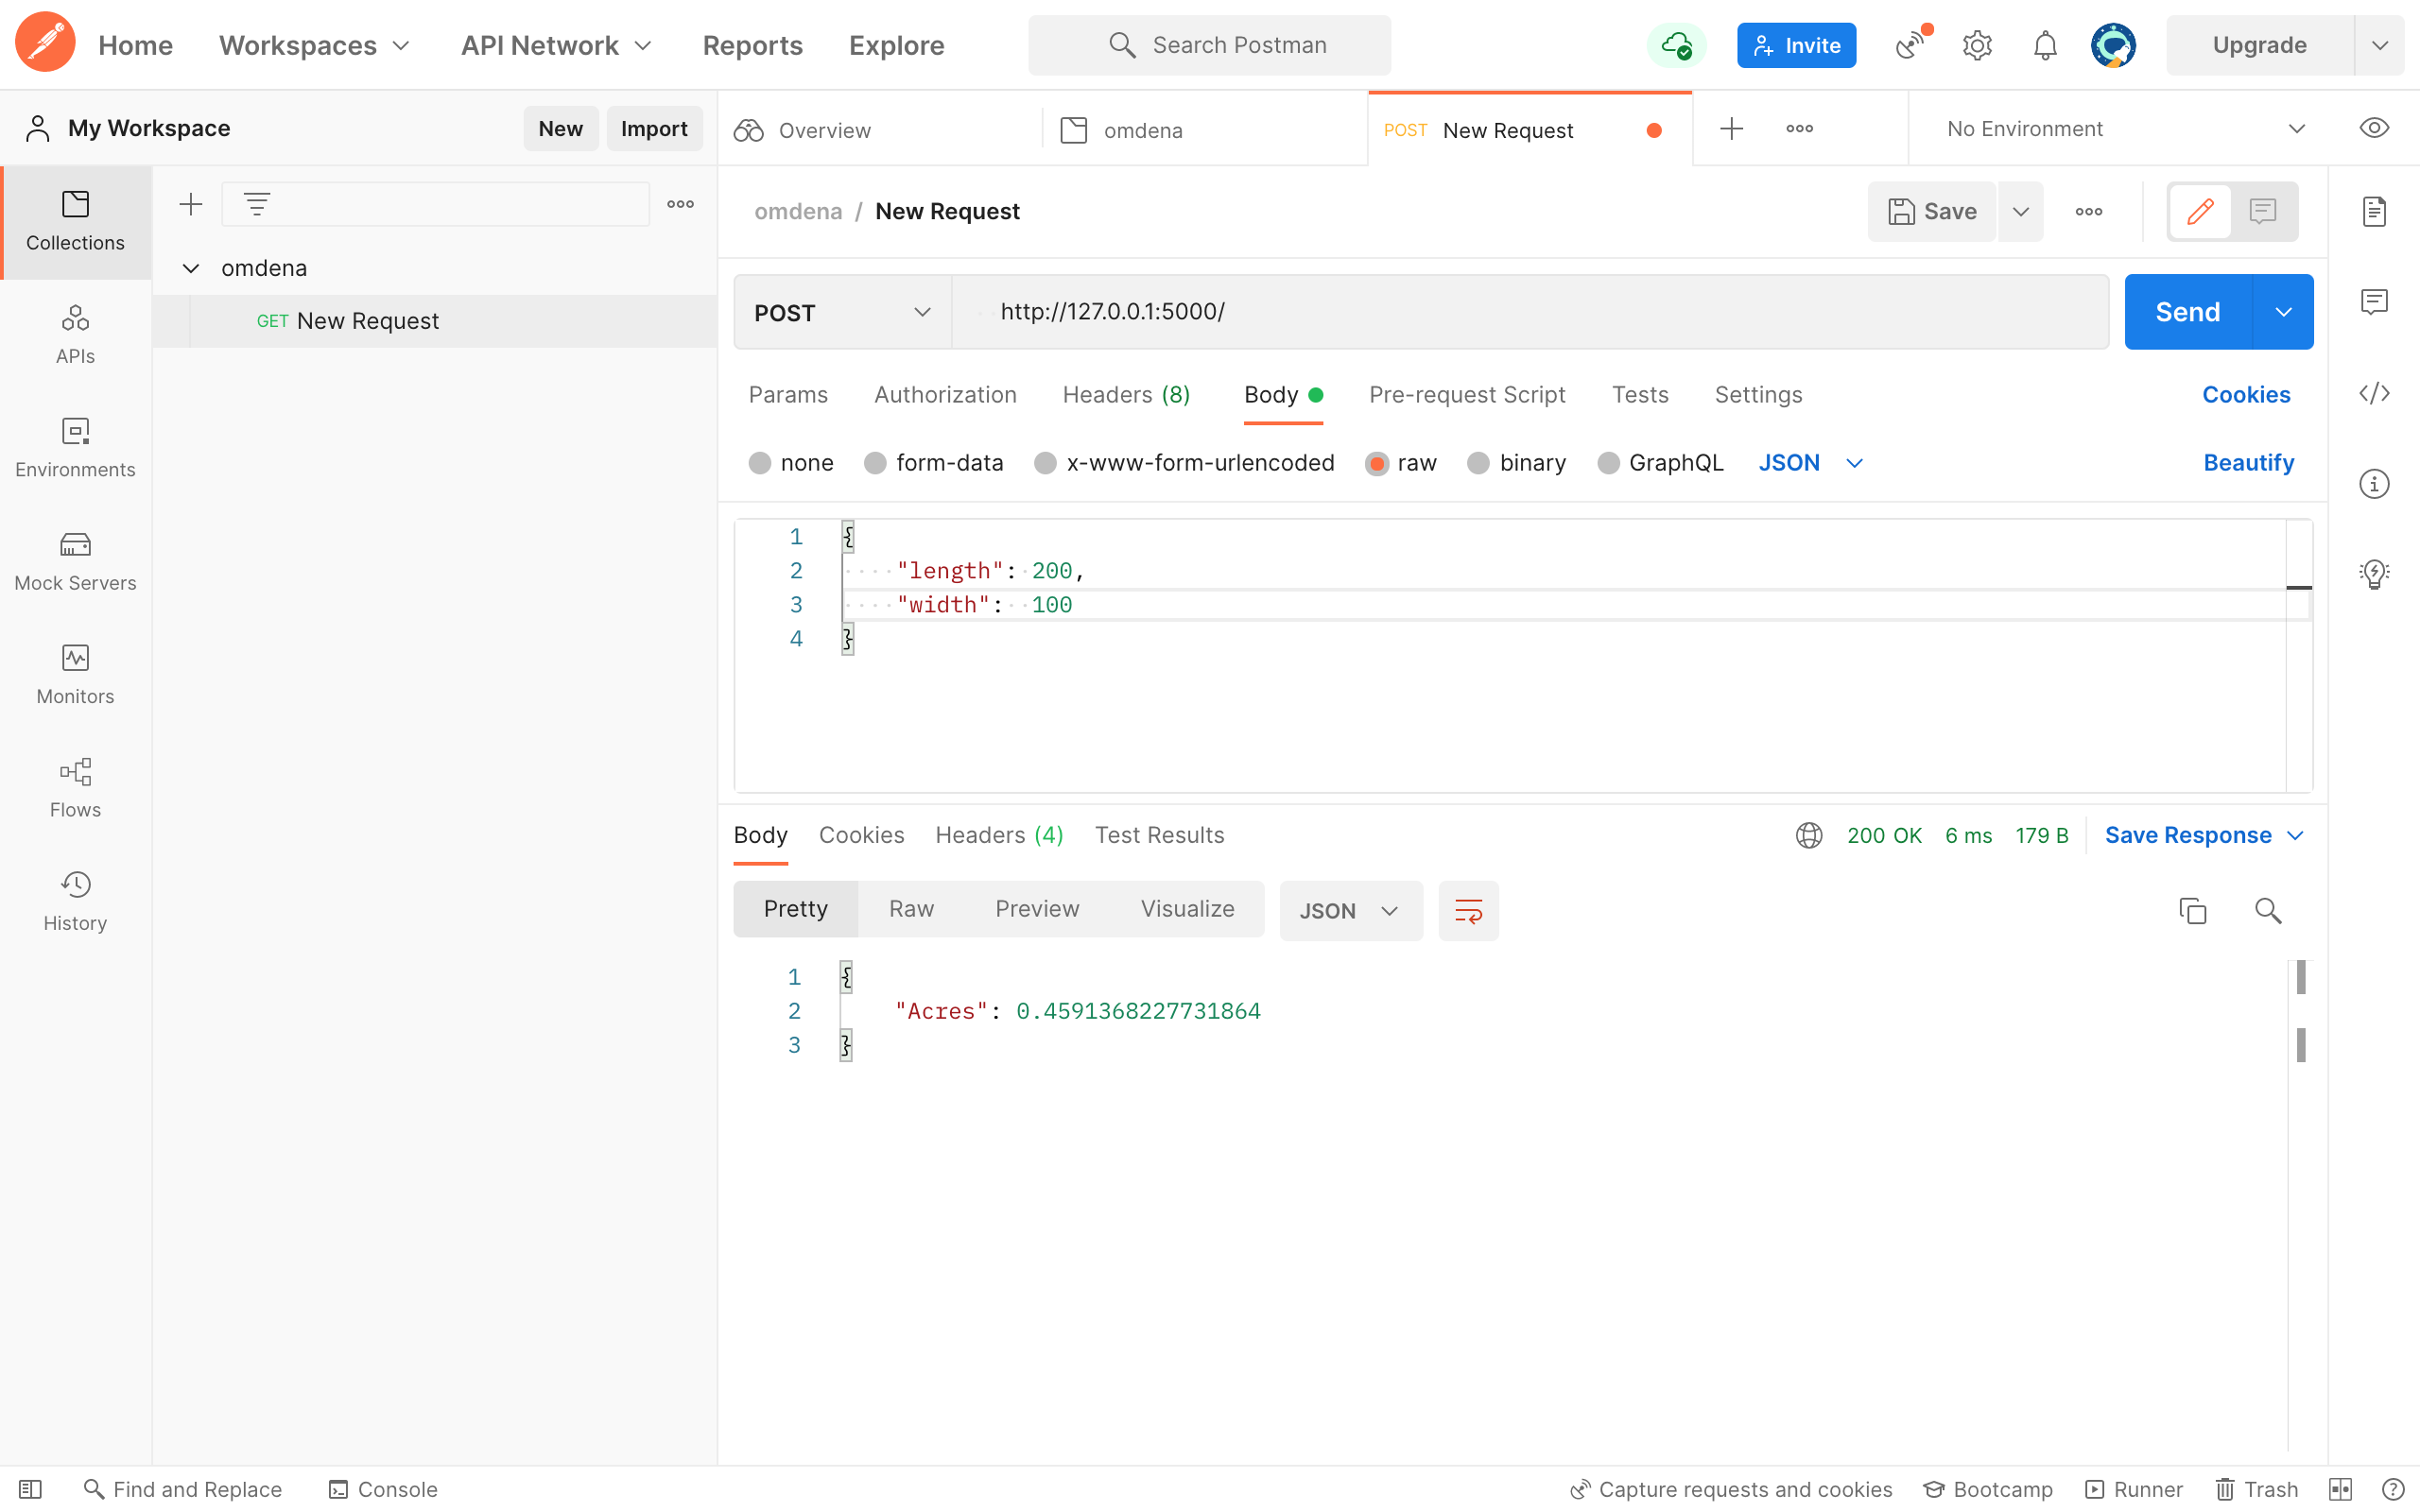 Home Workspaces API Network Reports Explore Search Postman Invite Upgrade
My Workspace New Import Overview omdena POST New Request No Environment
omdena / New Request Save
Collections
omdena
GET New Request
POST http://127.0.0.1:5000/ Send
APIs
Params Authorization Headers (8) Body Pre-request Script Tests Settings Cookies
none form-data x-www-form-urlencoded raw binary GraphQL JSON Beautify
Environments
1 {
2 "length": 200,
3 "width": 100
4 }
Mock Servers
Monitors
Flows
Body Cookies Headers (4) Test Results 200 OK 6 ms 179 B Save Response
Pretty Raw Preview Visualize JSON
History
1 {
2 "Acres": 0.4591368227731864
3 }
Find and Replace Console Capture requests and cookies Bootcamp Runner Trash